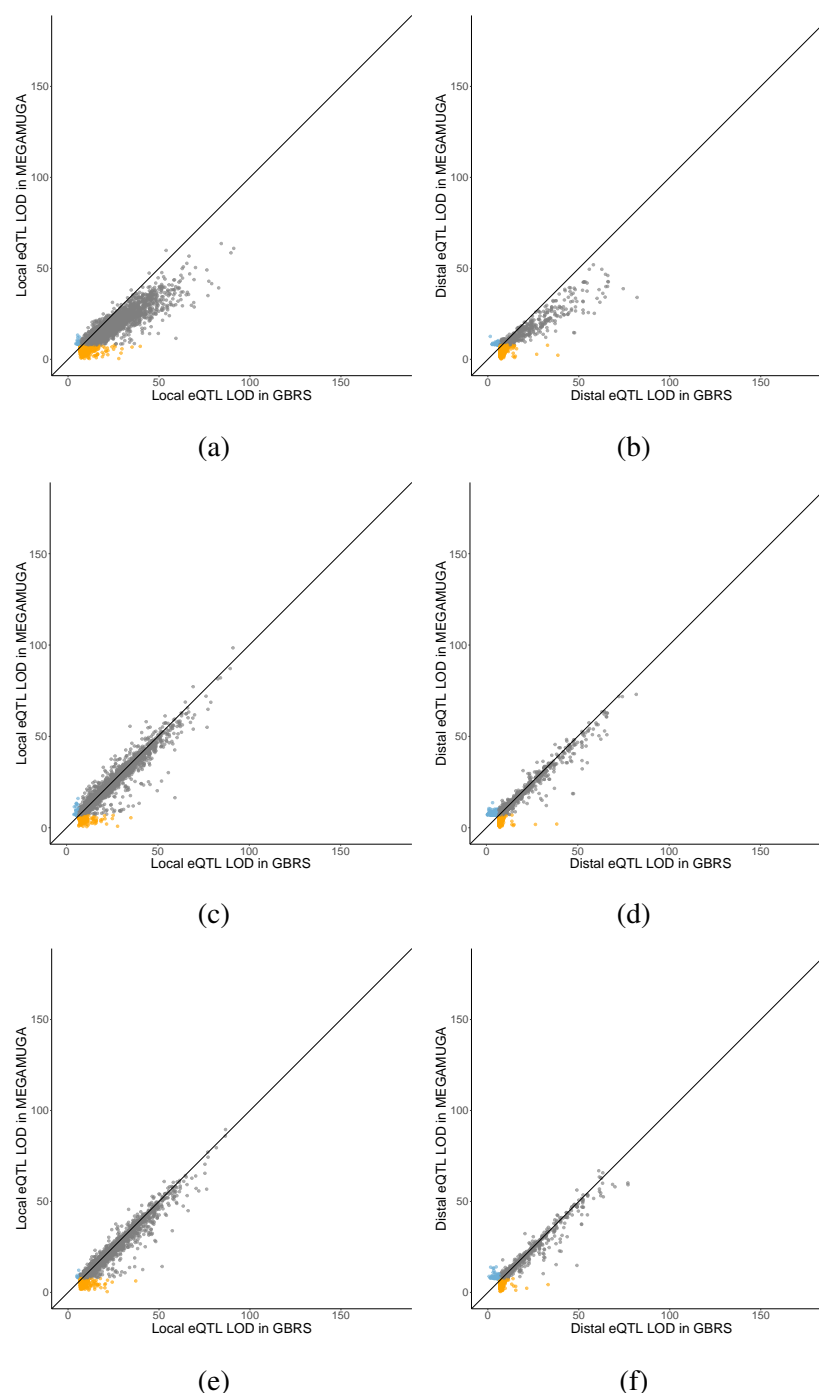 150
100
50
0
Local eQTL LOD in MEGAMUGA
0 50 100 150
Local eQTL LOD in GBRS
(a)
150
100
50
0
Distal eQTL LOD in MEGAMUGA
0 50 100 150
Distal eQTL LOD in GBRS
(b)
150
100
50
0
Local eQTL LOD in MEGAMUGA
0 50 100 150
Local eQTL LOD in GBRS
(c)
150
100
50
0
Distal eQTL LOD in MEGAMUGA
0 50 100 150
Distal eQTL LOD in GBRS
(d)
150
100
50
0
Local eQTL LOD in MEGAMUGA
0 50 100 150
Local eQTL LOD in GBRS
(e)
150
100
50
0
Distal eQTL LOD in MEGAMUGA
0 50 100 150
Distal eQTL LOD in GBRS
(f)